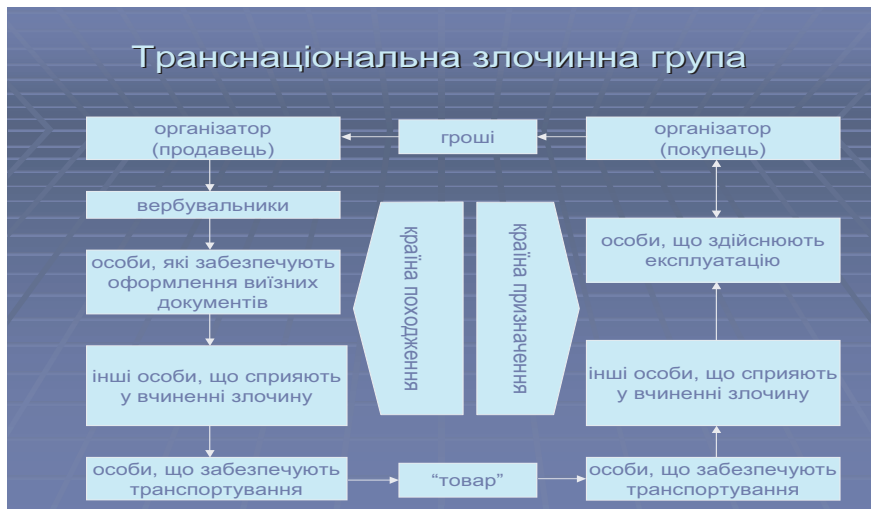 Транснаціональна злочинна група
організатор
(продавець)
гроші
організатор
(покупець)
вербувальники
особи, які забезпечують
оформлення виїзних
документів
інші особи, що сприяють
у вчиненні злочину
особи, що забезпечують
транспортування
країна походження
країна призначення
особи, що здійснюють
експлуатацію
інші особи, що сприяють
у вчиненні злочину
“товар”
особи, що забезпечують
транспортування